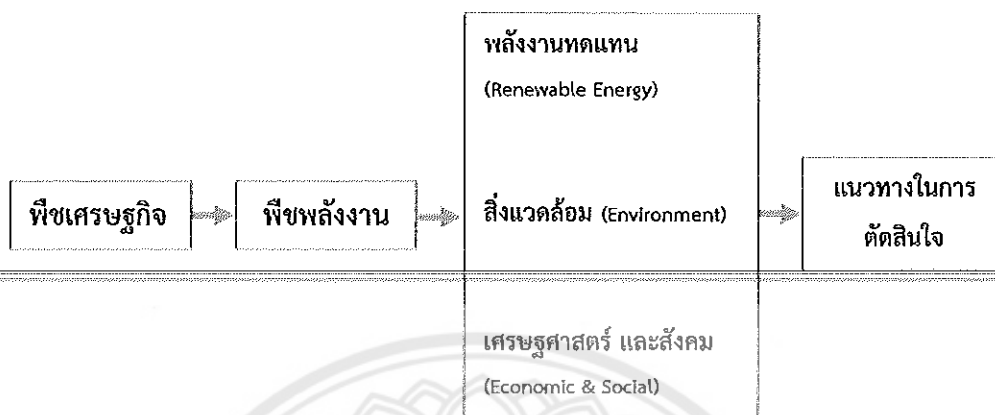 พลังงานทดแทน
(Renewable Energy)
พืชเศรษฐกิจ
พืชพลังงาน
สิ่งแวดล้อม (Environment)
แนวทางในการ
ตัดสินใจ
เศรษฐศาสตร์ และสังคม
(Economic & Social)